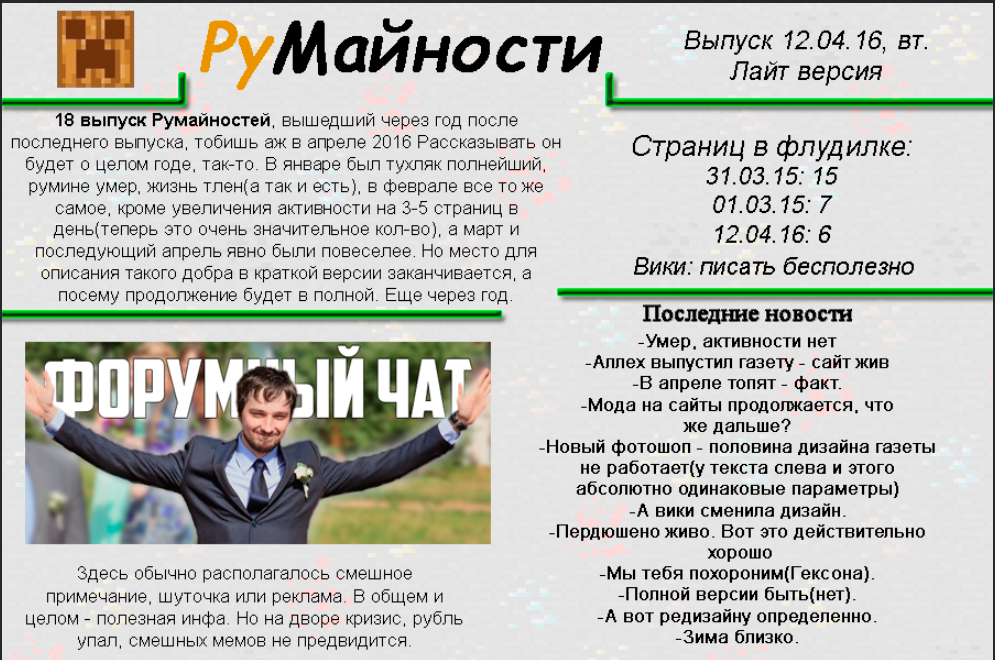 РуМайности
Выпуск 12.04.16, вт.
Лайт версия
18 выпуск Румайностей, вышедший через год после
последнего выпуска, тобишь аж в апреле 2016 Рассказывать он
будет о целом годе, так-то. В январе был тухляк полнейший,
румине умер, жизнь тлен(а так и есть), в феврале все то же
самое, кроме увеличения активности на 3-5 страниц в
день(теперь это очень значительное кол-во), а март и
последующий апрель явно были повеселее. Но место для
описания такого добра в краткой версии заканчивается, а
посему продолжение будет в полной. Еще через год.
Страниц в флудилке:
31.03.15: 15
01.03.15: 7
12.04.16: 6
Вики: писать бесполезно
ФОРУМНЫЙ ЧАТ
Здесь обычно располагалось смешное
примечание, шуточка или реклама. В общем и
целом - полезная инфа. Но на дворе кризис, рубль
упал, смешных мемов не предвидится.
Последние новости
-Умер, активности нет
-Аллех выпустил газету - сайт жив
-В апреле топят - факт.
-Мода на сайты продолжается, что
же дальше?
-Новый фотошоп - половина дизайна газеты
не работает(у текста слева и этого
абсолютно одинаковые параметры)
-А вики сменила дизайн.
-Пердюшено живо. Вот это действительно
хорошо
-Мы тебя похороним(Гексона).
-Полной версии быть(нет).
-А вот редизайну определенно.
-Зима близко.